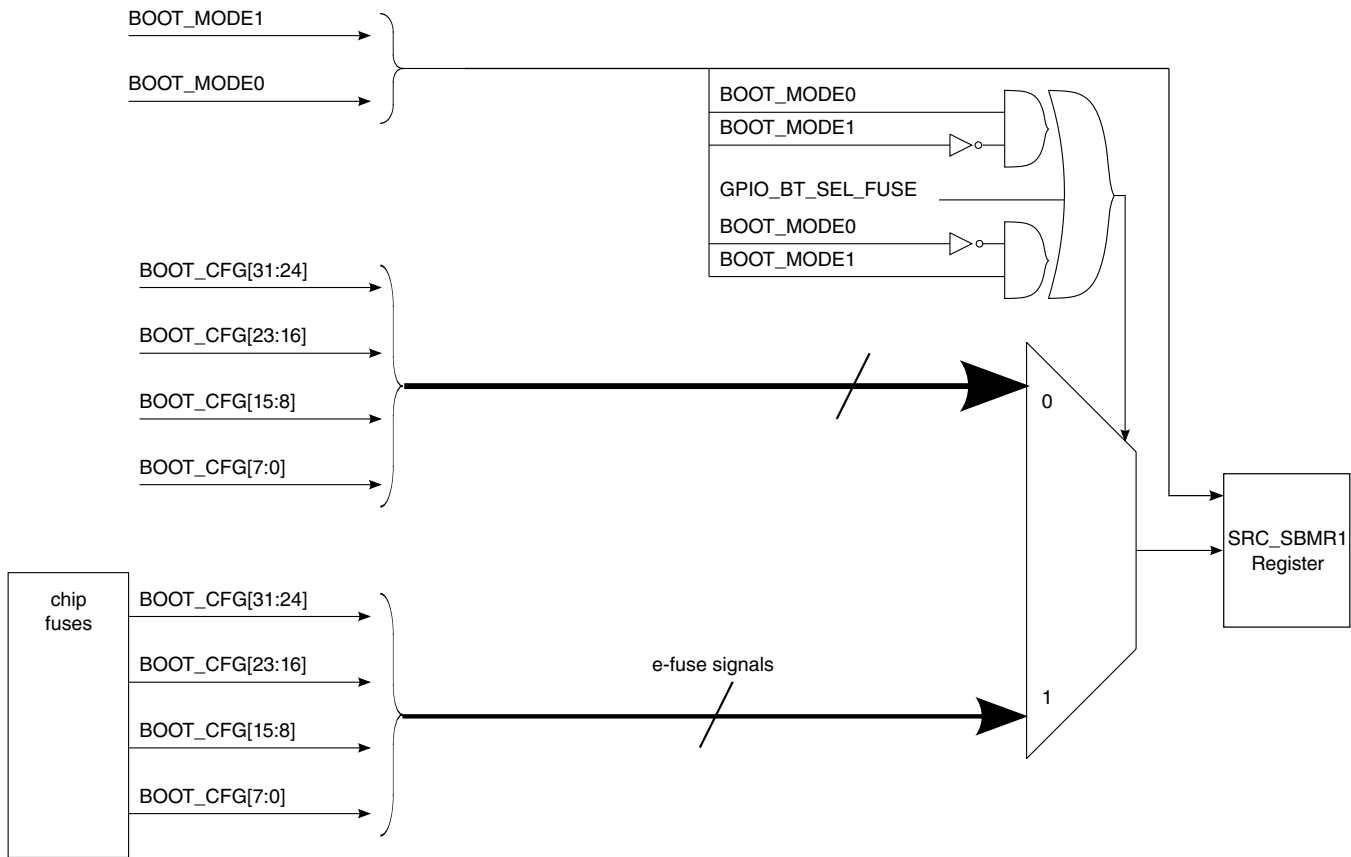 BOOT_MODE1
BOOT_MODE0
BOOT_MODE0
BOOT_MODE1
GPIO_BT_SEL_FUSE
BOOT_MODE0
BOOT_MODE1
BOOT_CFG[31:24]
BOOT_CFG[23:16]
BOOT_CFG[15:8]
BOOT_CFG[7:0]
0
SRC_SBMR1
Register
chip
fuses
BOOT_CFG[31:24]
BOOT_CFG[23:16]
BOOT_CFG[15:8]
BOOT_CFG[7:0]
e-fuse signals
1